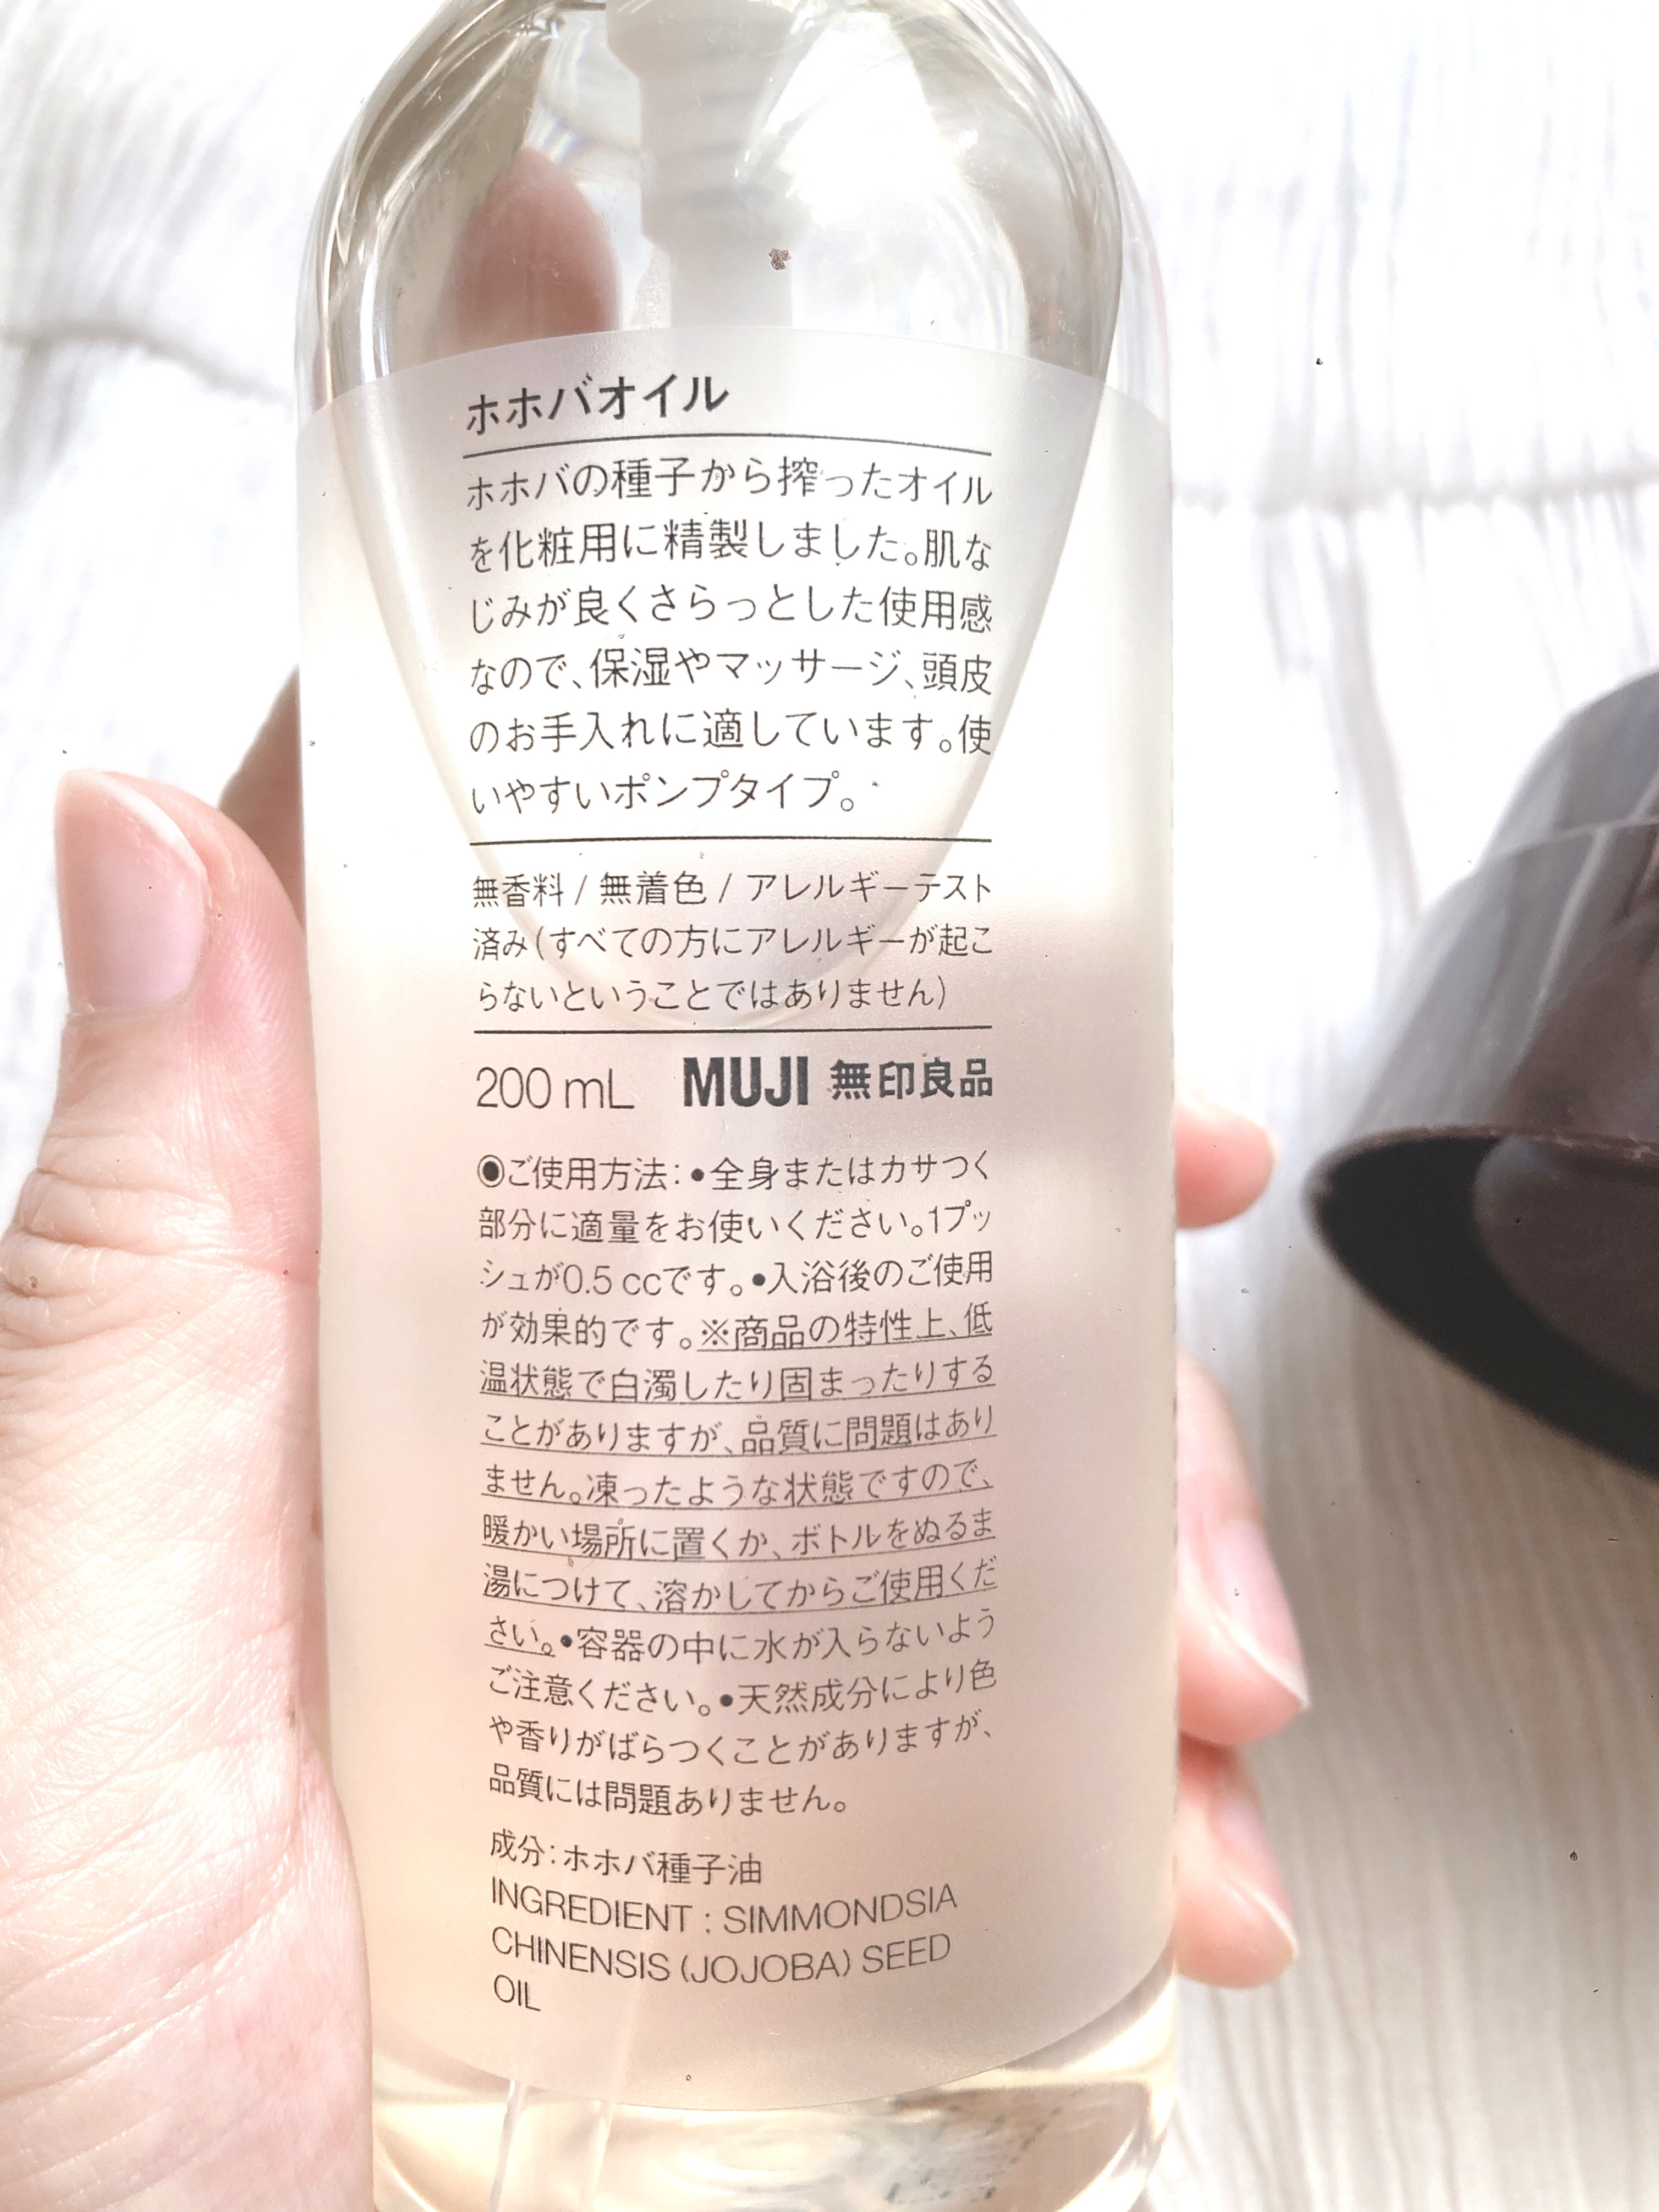 ホホバオイル
ホホバの種子から搾ったオイル
を化粧用に精製しました。肌な
じみが良くさらっとした使用感
なので、保湿やマッサージ、頭皮
のお手入れに適しています。使
いやすいポンプタイプ。
無香料 / 無着色 / アレルギーテスト
済み(すべての方にアレルギーが起こ
らないということではありません)
200 mL MUJI 無印良品
◉ご使用方法:●全身またはカサつく
部分に適量をお使いください。1プッ
シュが0.5 ccです。●入浴後のご使用
が効果的です。※商品の特性上、低
温状態で白濁したり固まったりする
ことがありますが、品質に問題はあり
ません。凍ったような状態ですので、
暖かい場所に置くか、ボトルをぬるま
湯につけて、溶かしてからご使用くだ
さい。●容器の中に水が入らないよう
ご注意ください。●天然成分により色
や香りがばらつくことがありますが、
品質には問題ありません。
成分:ホホバ種子油
INGREDIENT : SIMMONDSIA
CHINENSIS (JOJOBA) SEED
OIL